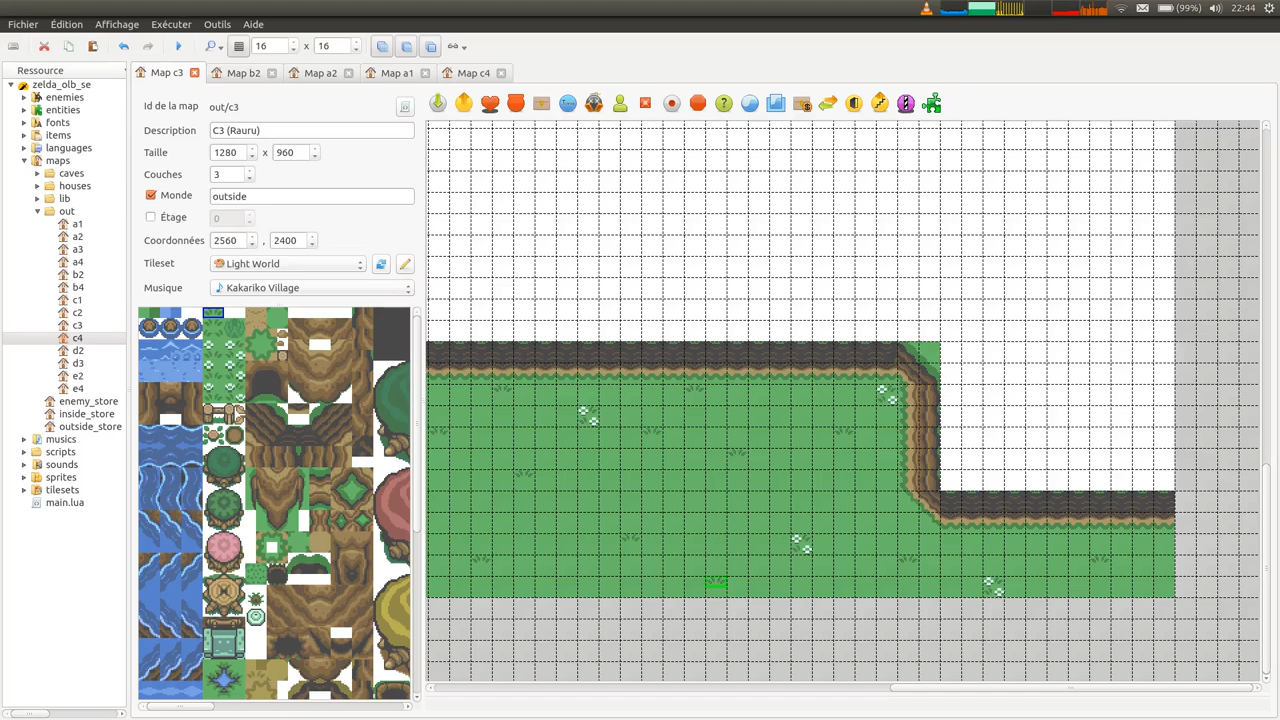 (99%) 22:44
Fichier Édition Affichage Exécuter Outils Aide
16 x 16
Ressource
zelda_olb_se
enemies
entities
fonts
items
languages
maps
caves
houses
lib
out
a1
a2
a3
a4
b2
b4
c1
c2
c3
c4
d2
d3
e2
e4
enemy_store
inside_store
outside_store
musics
scripts
sounds
sprites
tilesets
main.lua
Map c3 Map b2 Map a2 Map a1 Map c4
Id de la map out/c3
Description C3 (Rauru)
Taille 1280 x 960
Couches 3
Monde outside
Étage 0
Coordonnées 2560 , 2400
Tileset Light World
Musique Kakariko Village